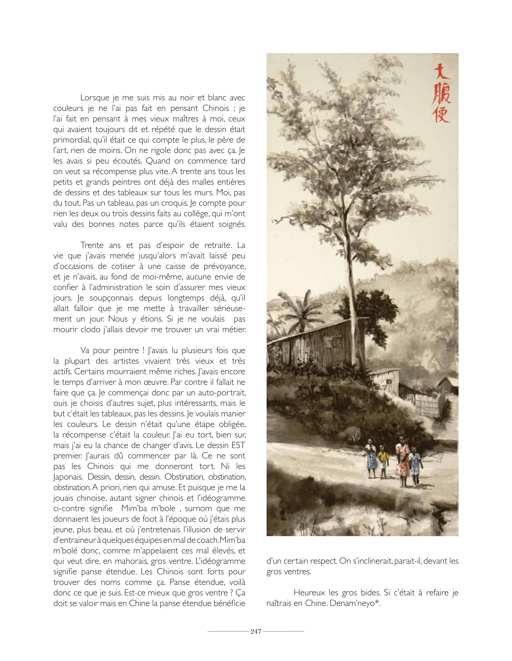 Lorsque je me suis mis au noir et blanc avec
couleurs je ne l'ai pas fait en pensant Chinois ; je
l'ai fait en pensant à mes vieux maîtres à moi, ceux
qui avaient toujours dit et répété que le dessin était
primordial, qu'il était ce qui compte le plus, le père de
l'art, rien de moins. On ne rigole donc pas avec ça. Je
les avais si peu écoutés. Quand on commence tard
on veut sa récompense plus vite. A trente ans tous les
petits et grands peintres ont déjà des malles entières
de dessins et des tableaux sur tous les murs. Moi, pas
du tout. Pas un tableau, pas un croquis. Je compte pour
rien les deux ou trois dessins faits au collège, qui m'ont
valu des bonnes notes parce qu'ils étaient soignés.
Trente ans et pas d'espoir de retraite. La
vie que j'avais menée jusqu'alors m'avait laissé peu
d'occasions de cotiser à une caisse de prévoyance,
et je n'avais, au fond de moi-même, aucune envie de
confier à l'administration le soin d'assurer mes vieux
jours. Je soupçonnais depuis longtemps déjà, qu'il
allait falloir que je me mette à travailler sérieuse-
ment un jour. Nous y étions. Si je ne voulais pas
mourir clodo j'allais devoir me trouver un vrai métier.
Va pour peintre ! J'avais lu plusieurs fois que
la plupart des artistes vivaient très vieux et très
actifs. Certains mourraient même riches. J'avais encore
le temps d'arriver à mon œuvre. Par contre il fallait ne
faire que ça. Je commençai donc par un auto-portrait,
ouis je choisis d'autres sujet, plus intéressants, mais le
but c'était les tableaux, pas les dessins. Je voulais manier
les couleurs. Le dessin n'était qu'une étape obligée,
la récompense c'était la couleur. J'ai eu tort, bien sur,
mais j'ai eu la chance de changer d'avis. Le dessin EST
premier. J'aurais dû commencer par là. Ce ne sont
pas les Chinois qui me donneront tort. Ni les
Japonais. Dessin, dessin, dessin. Obstination, obstination,
obstination. A priori, rien qui amuse. Et puisque je me la
jouais chinoise, autant signer chinois et l'idéogramme
ci-contre signifie Mim'ba m'bole , surnom que me
donnaient les joueurs de foot à l'époque où j'étais plus
jeune, plus beau, et où j'entretenais l'illusion de servir
d'entraineur à quelques équipes en mal de coach. Mim'ba
m'bolé donc, comme m'appelaient ces mal élevés, et
qui veut dire, en mahorais, gros ventre. L'idéogramme
signifie panse étendue. Les Chinois sont forts pour
trouver des noms comme ça. Panse étendue, voilà
donc ce que je suis. Est-ce mieux que gros ventre ? Ça
doit se valoir mais en Chine la panse étendue bénéficie
大
腹
便
d'un certain respect. On s'inclinerait, parait-il, devant les
gros ventres.
Heureux les gros bides. Si c'était à refaire je
naîtrais en Chine. Denam'neyo*.
247